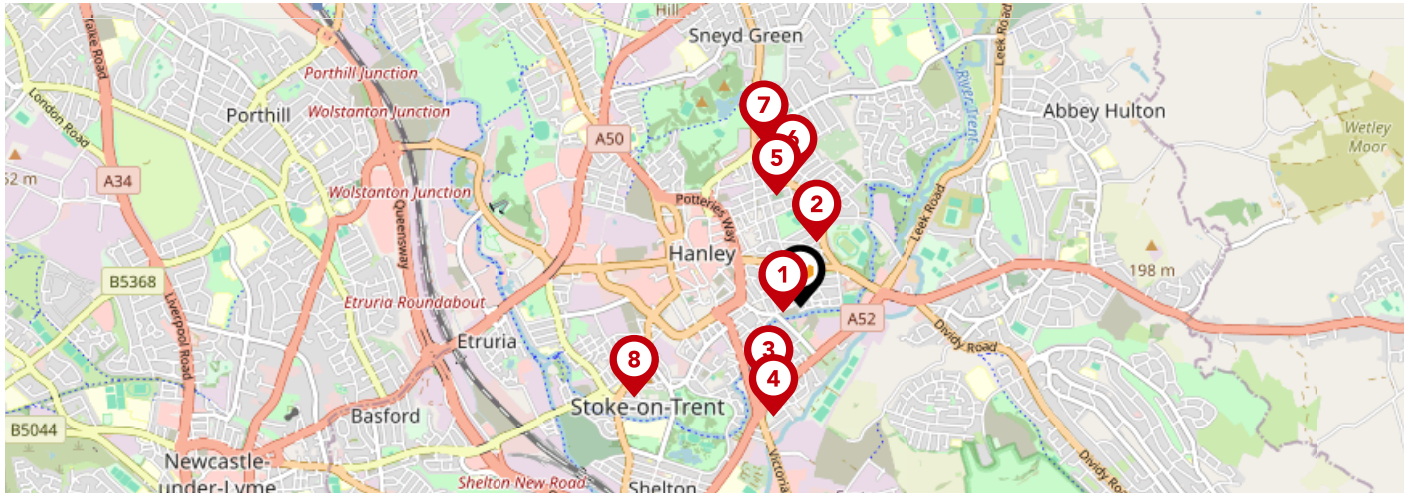 Hill
Sneyd Green
Leek Road
Porthill Junction
Porthill
Wolstanton Junction
London Road
River Trent
Abbey Hulton
Wetley
Moor
7
6
5
A50
52 m
A34
Wolstanton Junction
Potteries Way
2
Queensway
Leek Road
Hanley
1
198 m
B5368
Liverpool Road
Etruria Roundabout
A52
Dividy Road
Etruria
3
8
4
Stoke-on-Trent
Basford
B5044
Newcastle-
under-Lyme
Shelton New Road
Shelton
Victoria
Dividy Ro